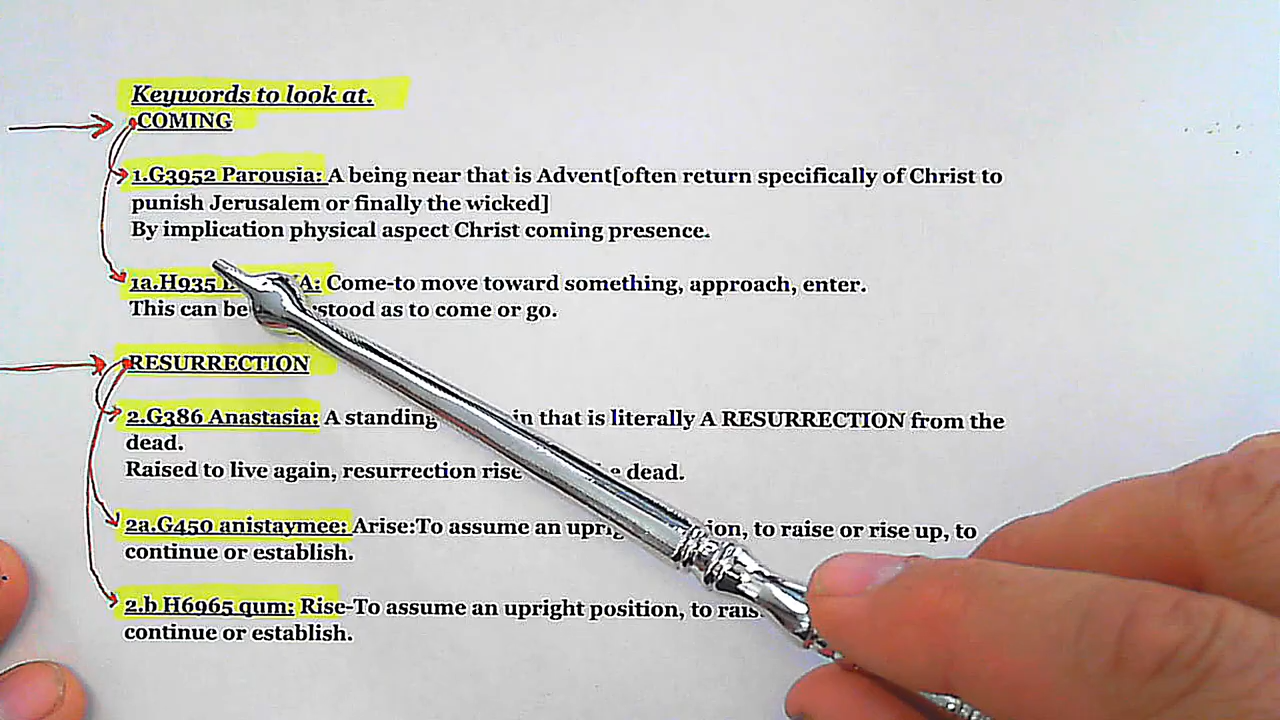 Keywords to look at.
COMING
1.G3952 Parousia: A being near that is Advent[often return specifically of Christ to
punish Jerusalem or finally the wicked]
By implication physical aspect Christ coming presence.
1a.H935 Come-to move toward something, approach, enter.
This can be stood as to come or go.
RESURRECTION
2.G386 Anastasia: A standing in that is literally A RESURRECTION from the
dead.
Raised to live again, resurrection rise dead.
2a.G450 anistaymee: Arise:To assume an to raise or rise up, to
continue or establish.
2.b H6965 qum: Rise-To assume an upright position, to
continue or establish.